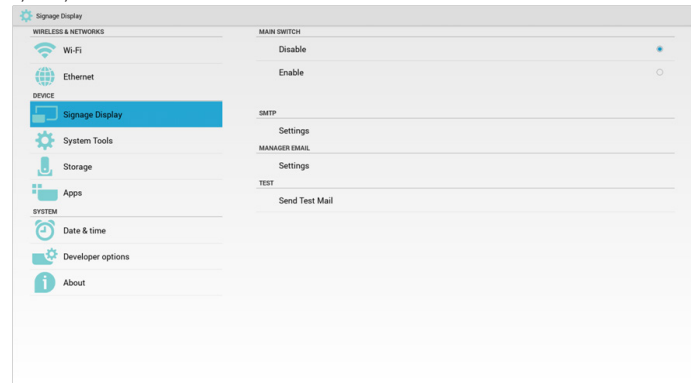 Signage Display
WIRELESS & NETWORKS
Wi-Fi
Ethernet
DEVICE
Signage Display
System Tools
Storage
Apps
SYSTEM
Date & time
Developer options
About
MAIN SWITCH
Disable
Enable
SMTP
Settings
MANAGER EMAIL
Settings
TEST
Send Test Mail